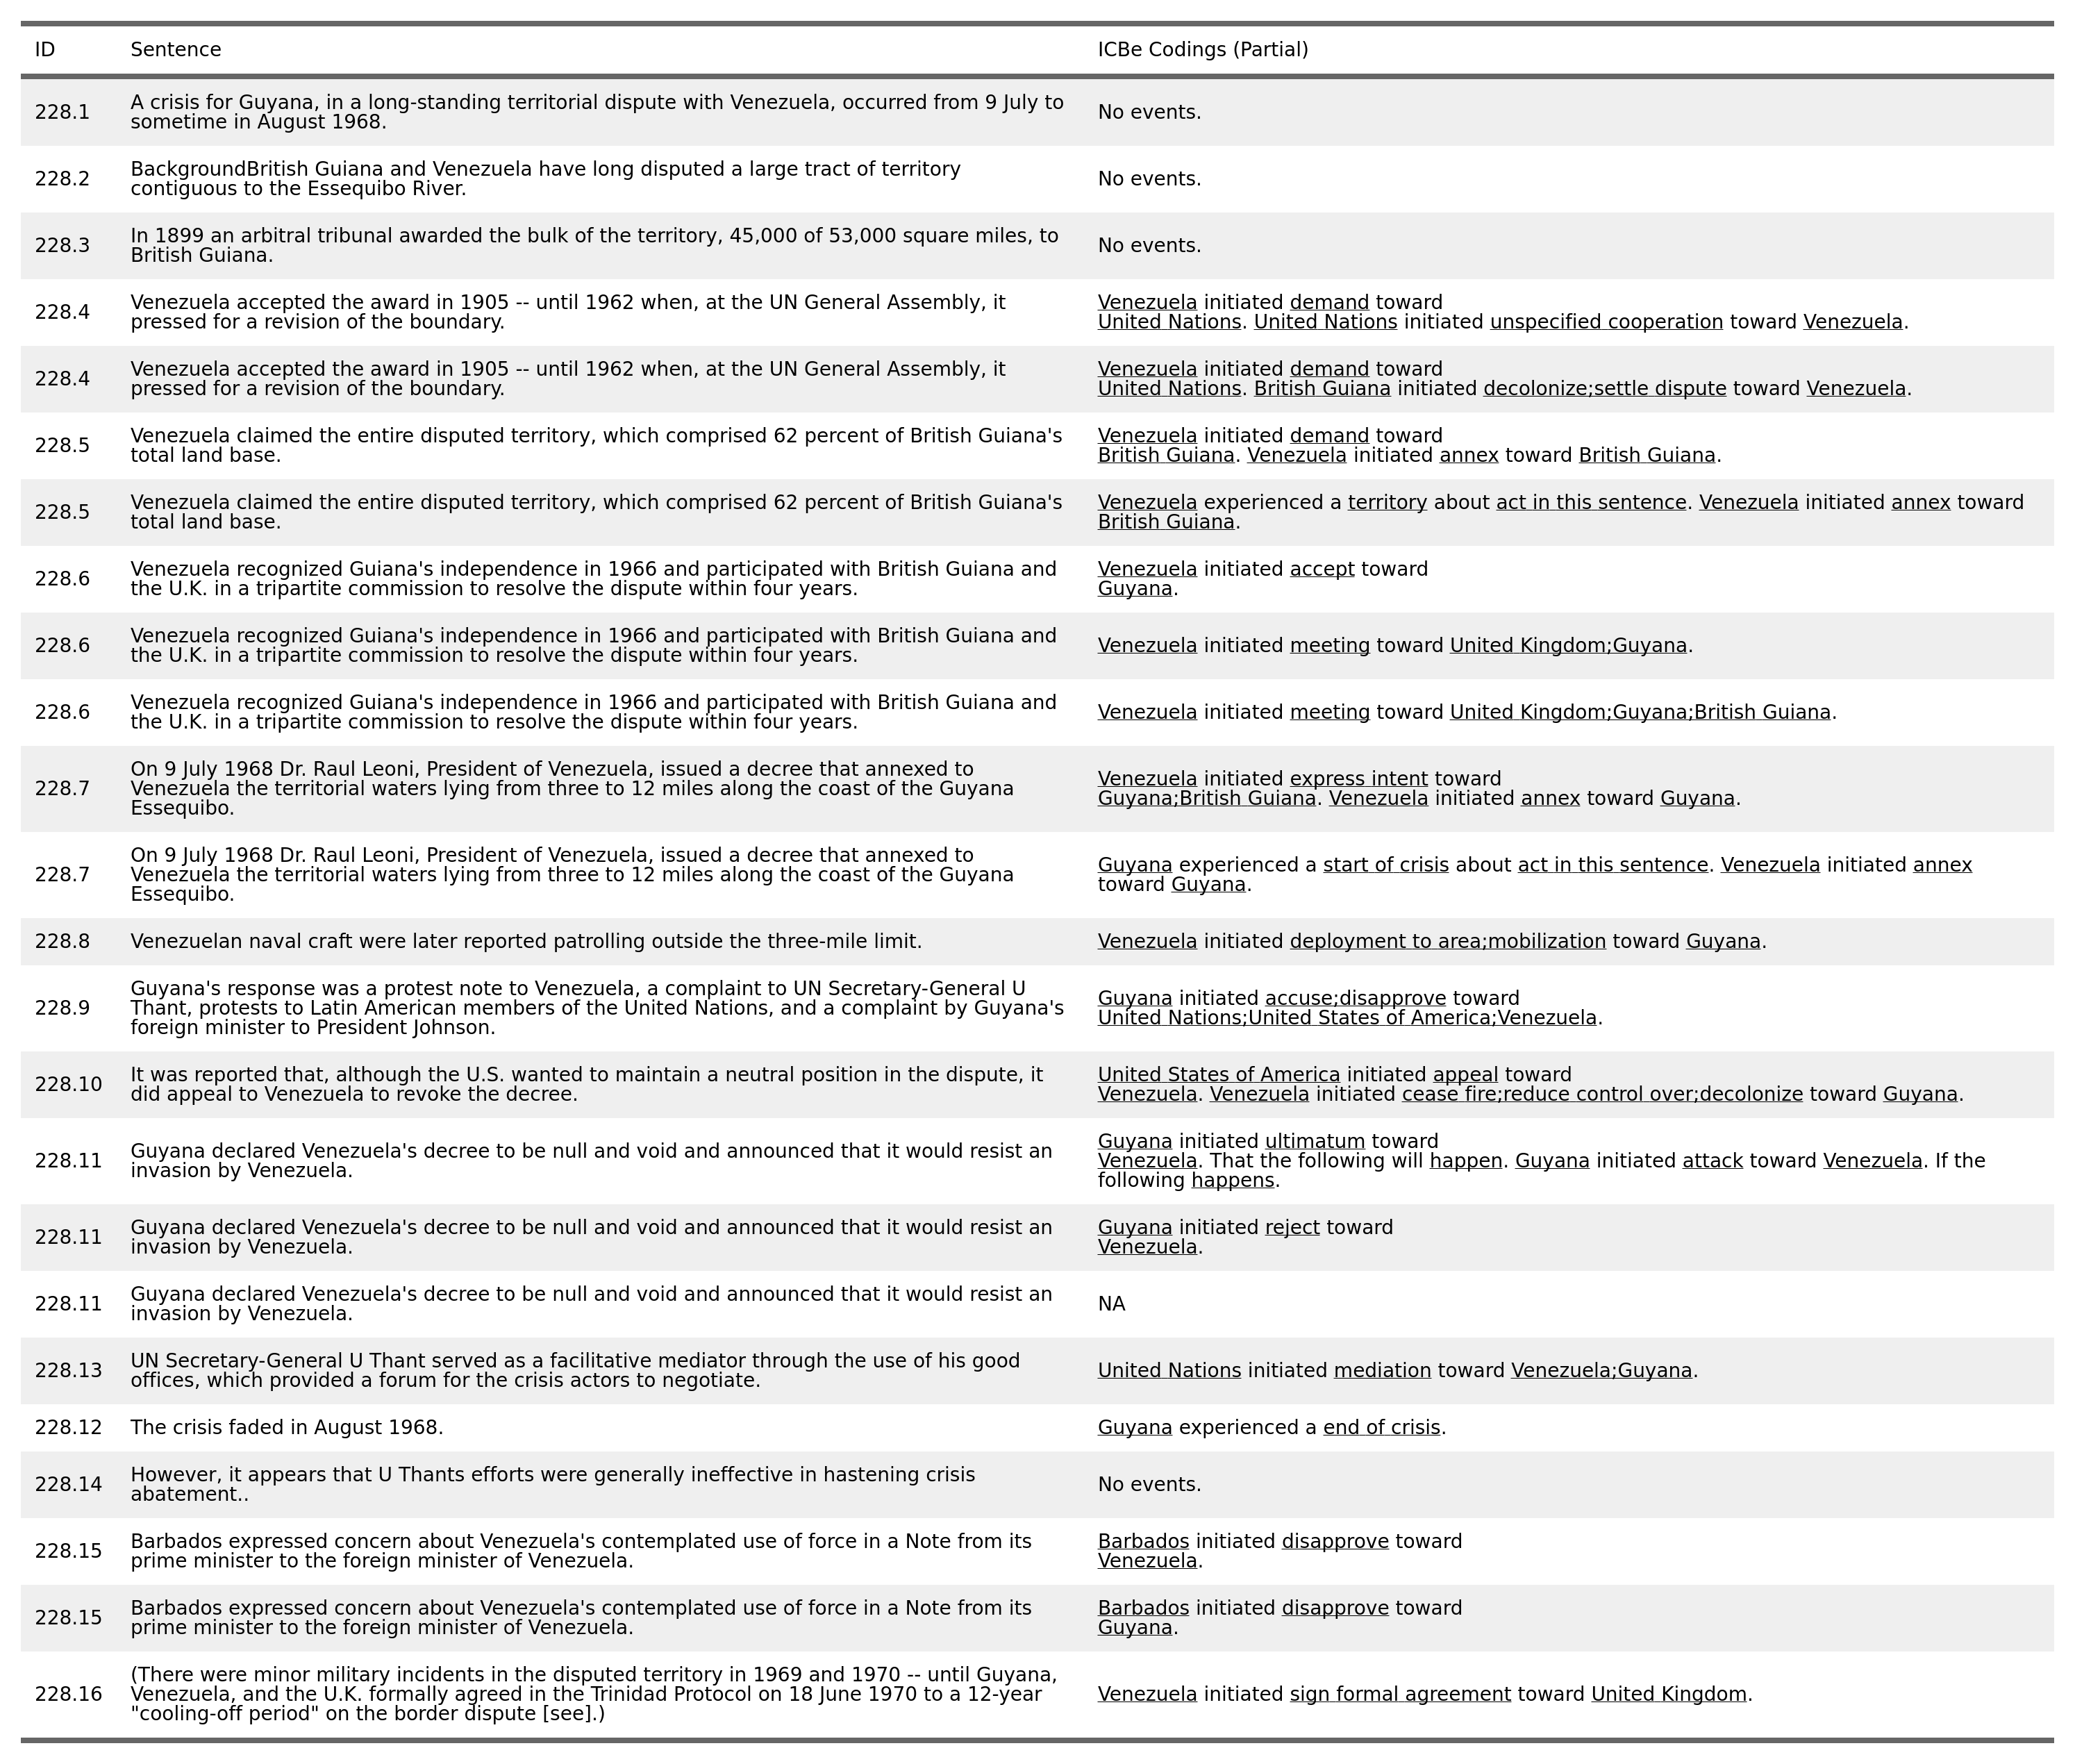 ID Sentence ICBe Codings (Partial)
228.1 A crisis for Guyana, in a long-standing territorial dispute with Venezuela, occurred from 9 July to
sometime in August 1968. No events.
228.2 BackgroundBritish Guiana and Venezuela have long disputed a large tract of territory
contiguous to the Essequibo River. No events.
228.3 In 1899 an arbitral tribunal awarded the bulk of the territory, 45,000 of 53,000 square miles, to
British Guiana. No events.
228.4 Venezuela accepted the award in 1905 -- until 1962 when, at the UN General Assembly, it
pressed for a revision of the boundary.
Venezuela initiated demand toward
United Nations. United Nations initiated unspecified cooperation toward Venezuela.
228.4 Venezuela accepted the award in 1905 -- until 1962 when, at the UN General Assembly, it
pressed for a revision of the boundary.
Venezuela initiated demand toward
United Nations. British Guiana initiated decolonize;settle dispute toward Venezuela.
228.5 Venezuela claimed the entire disputed territory, which comprised 62 percent of British Guiana's
total land base.
Venezuela initiated demand toward
British Guiana. Venezuela initiated annex toward British Guiana.
228.5 Venezuela claimed the entire disputed territory, which comprised 62 percent of British Guiana's
total land base.
Venezuela experienced a territory about act in this sentence. Venezuela initiated annex toward
British Guiana.
228.6 Venezuela recognized Guiana's independence in 1966 and participated with British Guiana and
the U.K. in a tripartite commission to resolve the dispute within four years.
Venezuela initiated accept toward
Guyana.
228.6 Venezuela recognized Guiana's independence in 1966 and participated with British Guiana and
the U.K. in a tripartite commission to resolve the dispute within four years.
Venezuela initiated meeting toward United Kingdom;Guyana.
228.6 Venezuela recognized Guiana's independence in 1966 and participated with British Guiana and
the U.K. in a tripartite commission to resolve the dispute within four years.
Venezuela initiated meeting toward United Kingdom;Guyana;British Guiana.
228.7 On 9 July 1968 Dr. Raul Leoni, President of Venezuela, issued a decree that annexed to
Venezuela the territorial waters lying from three to 12 miles along the coast of the Guyana
Essequibo.
Venezuela initiated express intent toward
Guyana;British Guiana. Venezuela initiated annex toward Guyana.
228.7 On 9 July 1968 Dr. Raul Leoni, President of Venezuela, issued a decree that annexed to
Venezuela the territorial waters lying from three to 12 miles along the coast of the Guyana
Essequibo.
Guyana experienced a start of crisis about act in this sentence. Venezuela initiated annex
toward Guyana.
228.8 Venezuelan naval craft were later reported patrolling outside the three-mile limit. Venezuela initiated deployment to area;mobilization toward Guyana.
228.9 Guyana's response was a protest note to Venezuela, a complaint to UN Secretary-General U
Thant, protests to Latin American members of the United Nations, and a complaint by Guyana's
foreign minister to President Johnson.
Guyana initiated accuse;disapprove toward
United Nations;United States of America;Venezuela.
228.10 It was reported that, although the U.S. wanted to maintain a neutral position in the dispute, it
did appeal to Venezuela to revoke the decree.
United States of America initiated appeal toward
Venezuela. Venezuela initiated cease fire;reduce control over;decolonize toward Guyana.
228.11 Guyana declared Venezuela's decree to be null and void and announced that it would resist an
invasion by Venezuela.
Guyana initiated ultimatum toward
Venezuela. That the following will happen. Guyana initiated attack toward Venezuela. If the
following happens.
228.11 Guyana declared Venezuela's decree to be null and void and announced that it would resist an
invasion by Venezuela.
Guyana initiated reject toward
Venezuela.
228.11 Guyana declared Venezuela's decree to be null and void and announced that it would resist an
invasion by Venezuela.
NA
228.13 UN Secretary-General U Thant served as a facilitative mediator through the use of his good
offices, which provided a forum for the crisis actors to negotiate.
United Nations initiated mediation toward Venezuela;Guyana.
228.12 The crisis faded in August 1968. Guyana experienced a end of crisis.
228.14 However, it appears that U Thants efforts were generally ineffective in hastening crisis
abatement..
No events.
228.15 Barbados expressed concern about Venezuela's contemplated use of force in a Note from its
prime minister to the foreign minister of Venezuela.
Barbados initiated disapprove toward
Venezuela.
228.15 Barbados expressed concern about Venezuela's contemplated use of force in a Note from its
prime minister to the foreign minister of Venezuela.
Barbados initiated disapprove toward
Guyana.
228.16 (There were minor military incidents in the disputed territory in 1969 and 1970 -- until Guyana,
Venezuela, and the U.K. formally agreed in the Trinidad Protocol on 18 June 1970 to a 12-year
"cooling-off period" on the border dispute [see].)
Venezuela initiated sign formal agreement toward United Kingdom.